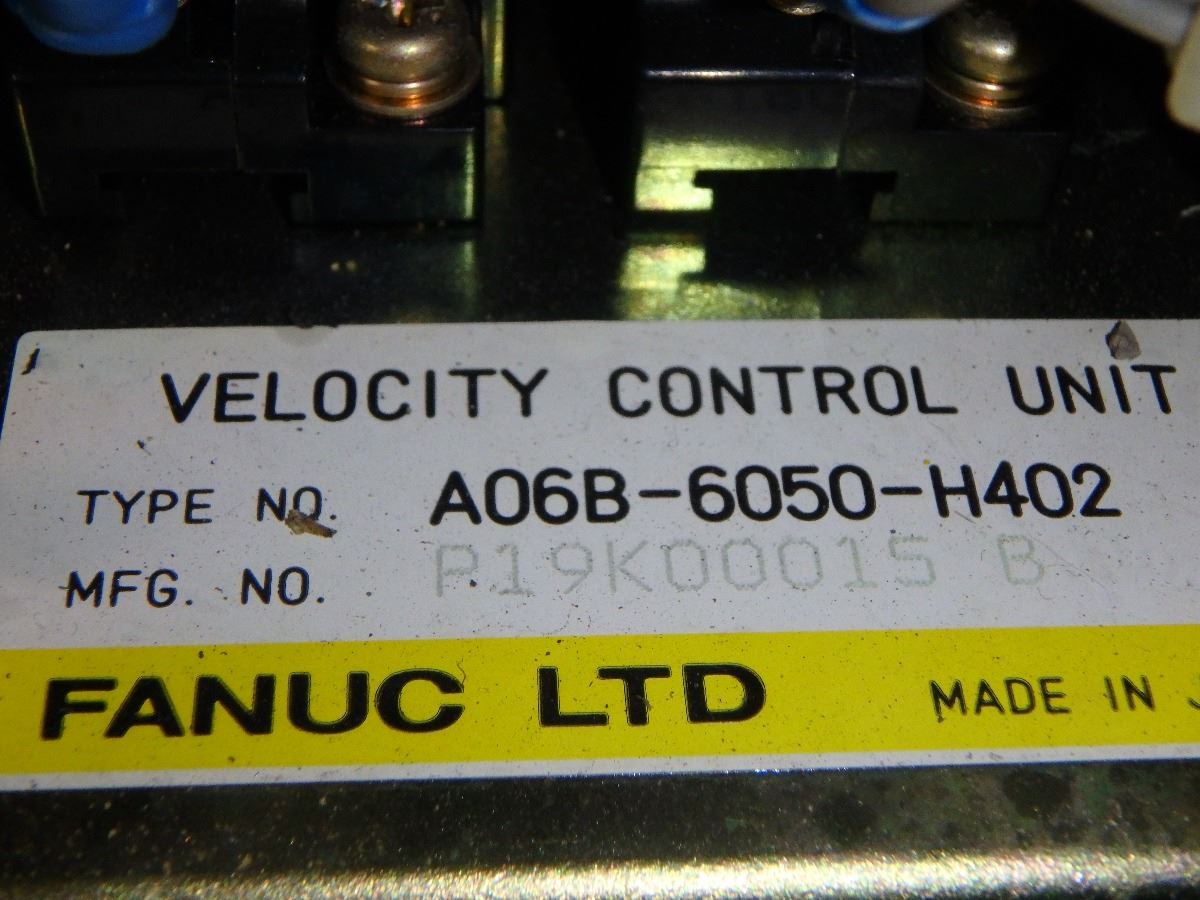 VELOCITY CONTROL UNIT
TYPE NO. A06B-6050-H402
MFG. NO. P19K00015 B
FANUC LTD MADE IN